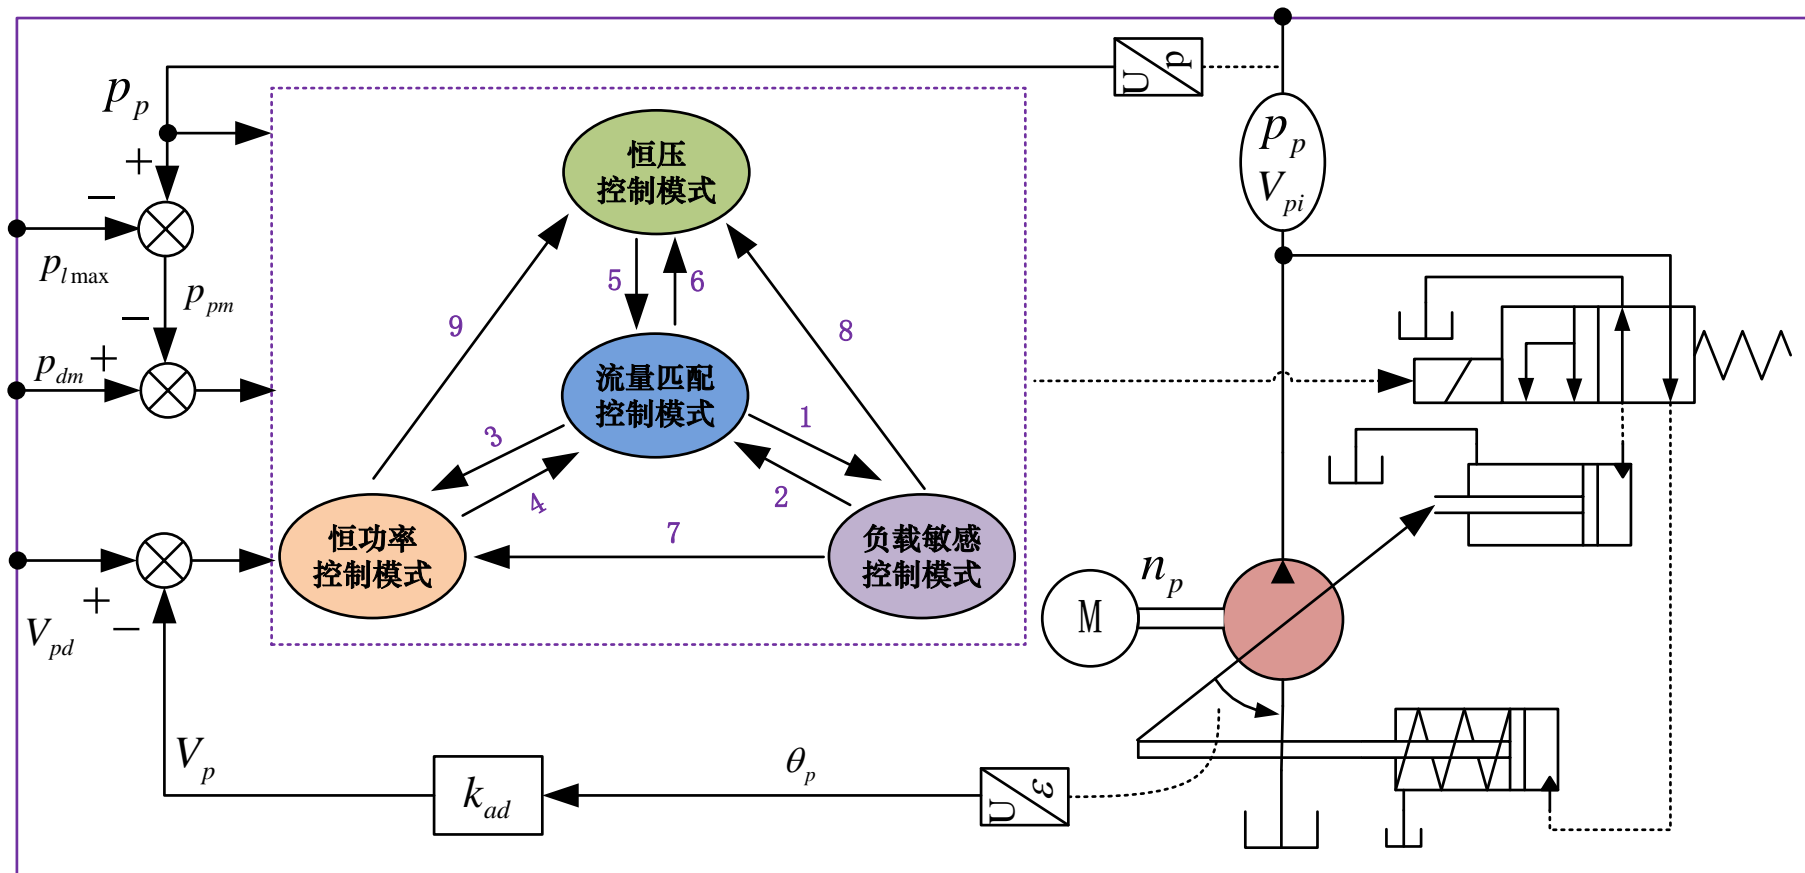 U p
p_p
p_p
V_pi
+
−
恒压
控制模式
p_lmax
5
6
p_pm
−
9
8
p_dm
+
流量匹配
控制模式
3
1
4
2
恒功率
控制模式
7
负载敏感
控制模式
n_p
M
+
−
V_pd
V_p
k_ad
θ_p
U ε